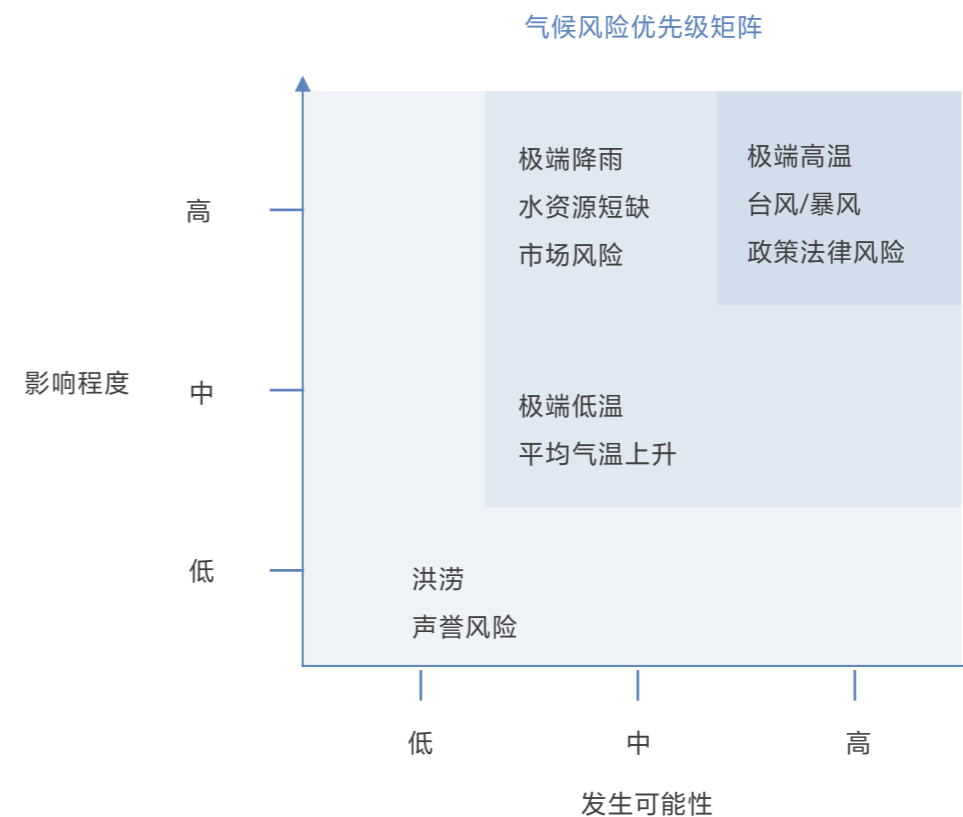 气候风险优先级矩阵
高
极端降雨
水资源短缺
市场风险
极端高温
台风/暴风
政策法律风险
影响程度
中
极端低温
平均气温上升
低
洪涝
声誉风险
低
中
高
发生可能性